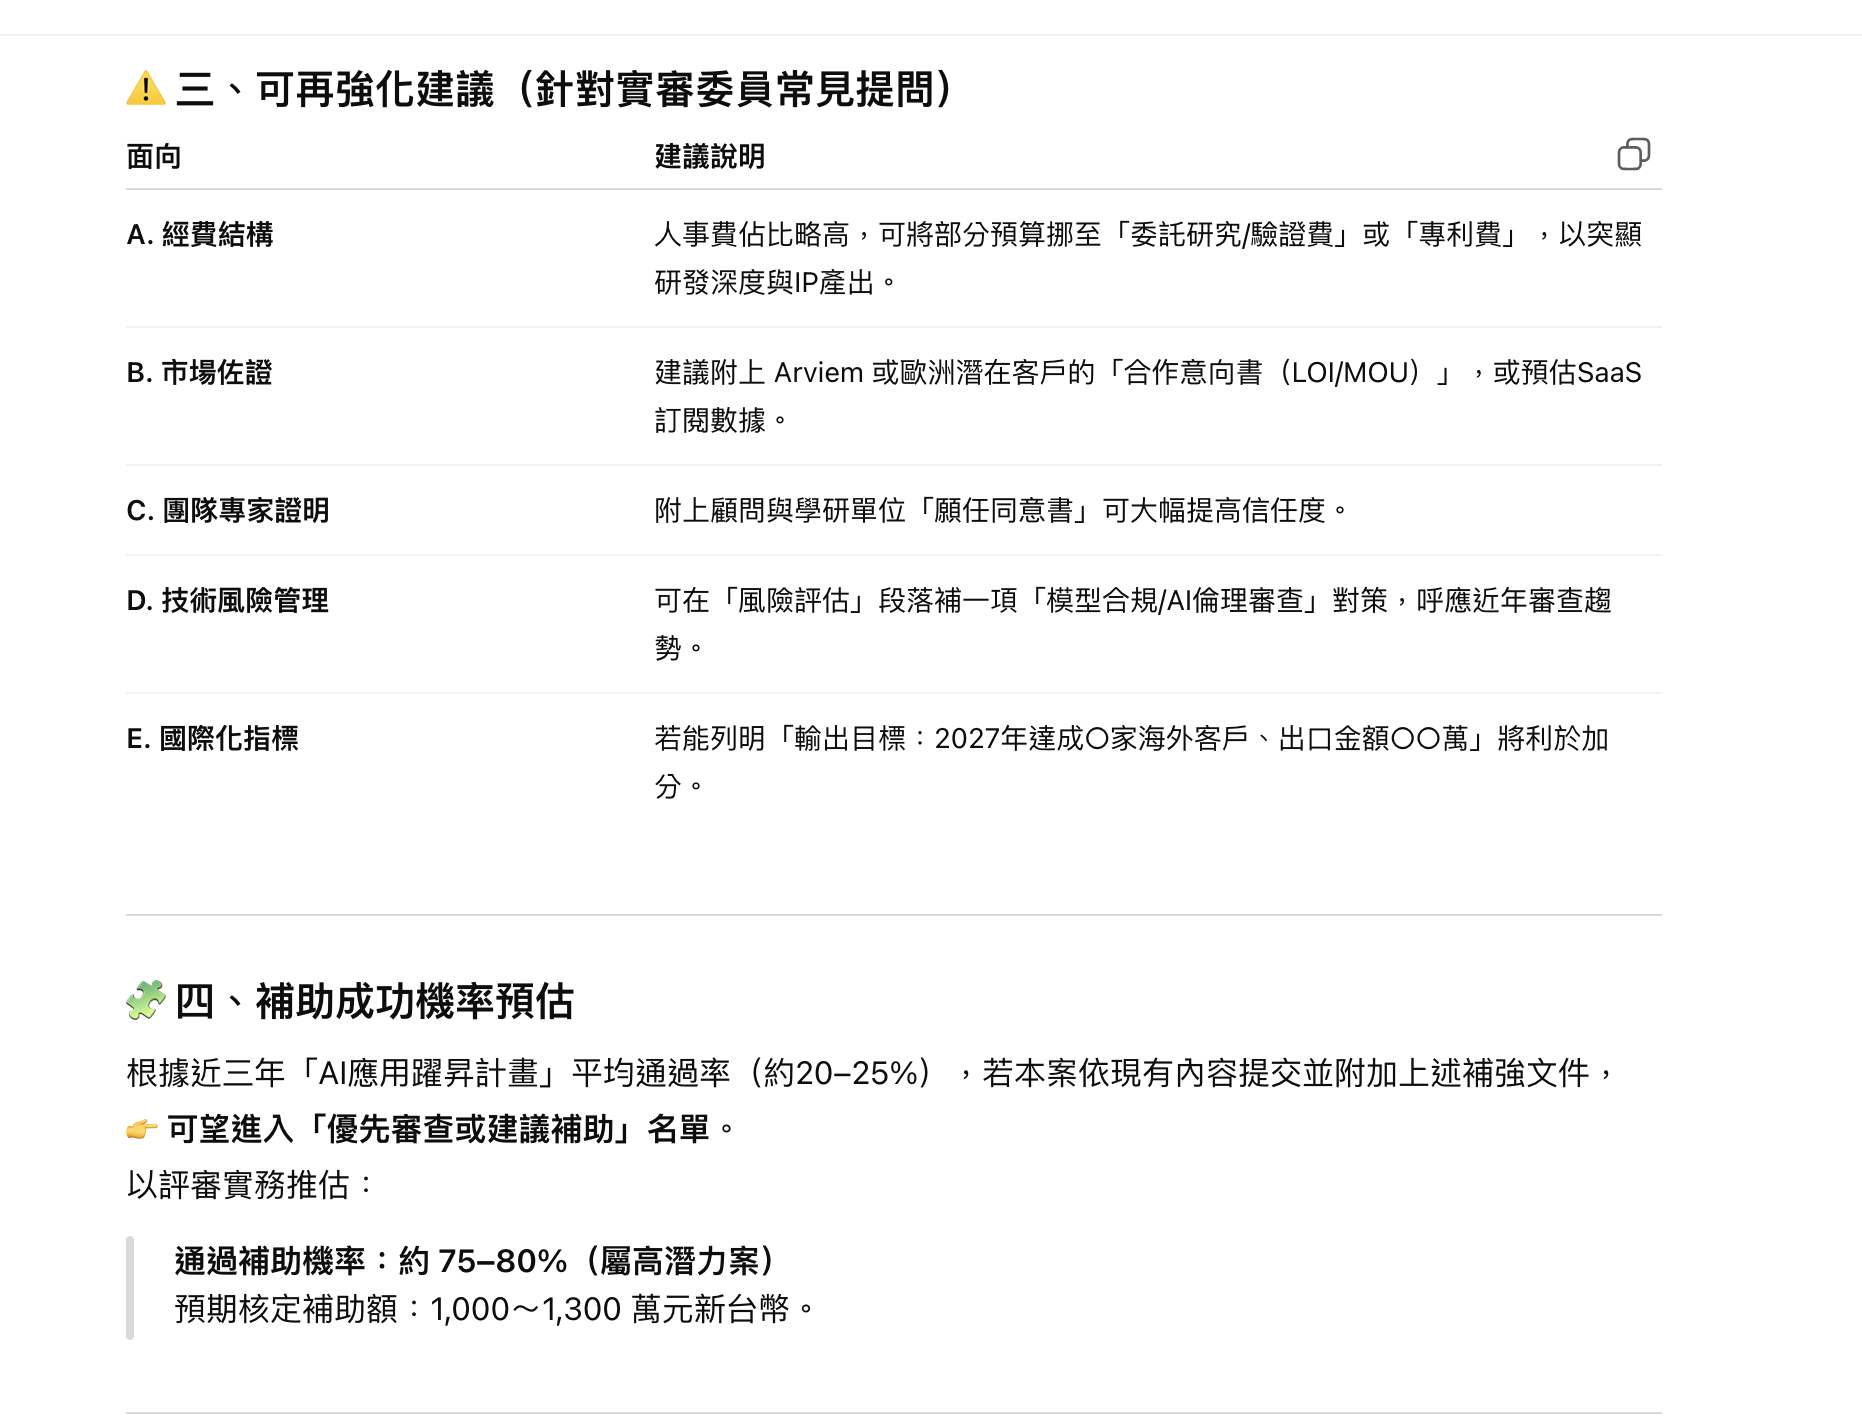 ⚠️ 三、可再強化建議（針對實審委員常見提問）
面向 建議說明
A. 經費結構 人事費佔比略高，可將部分預算挪至「委託研究/驗證費」或「專利費」，以突顯
研發深度與IP產出。
B. 市場佐證 建議附上 Arviem 或歐洲潛在客戶的「合作意向書（LOI/MOU）」，或預估SaaS
訂閱數據。
C. 團隊專家證明 附上顧問與學研單位「願任同意書」可大幅提高信任度。
D. 技術風險管理 可在「風險評估」段落補一項「模型合規/AI倫理審查」對策，呼應近年審查趨
勢。
E. 國際化指標 若能列明「輸出目標：2027年達成〇家海外客戶、出口金額〇〇萬」將利於加
分。
🧩 四、補助成功機率預估
根據近三年「AI應用躍昇計畫」平均通過率（約20–25%），若本案依現有內容提交並附加上述補強文件，
👉 可望進入「優先審查或建議補助」名單。
以評審實務推估：
通過補助機率：約 75–80%（屬高潛力案）
預期核定補助額：1,000～1,300 萬元新台幣。